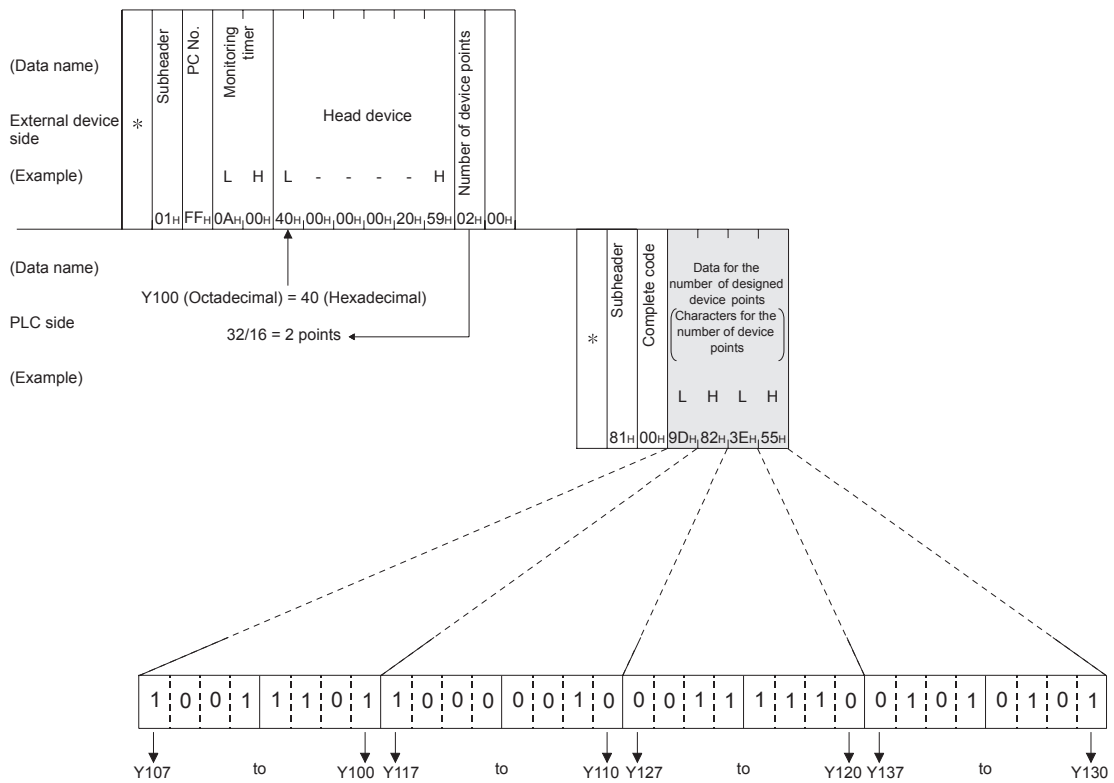 (Data name)
External device
side
(Example)
*
Subheader
01H
PC No.
FFH
Monitoring
timer
L H
0AH 00H
Head device
L - - - - H
40H 00H 00H 00H 20H 59H
Number of device points
02H 00H
(Data name)
PLC side
(Example)
Y100 (Octadecimal) = 40 (Hexadecimal)
32/16 = 2 points
*
Subheader
81H
Complete code
00H
Data for the
number of designed
device points
(Characters for the
number of device
points)
L H L H
9DH 82H 3EH 55H
1 0 0 1 1 1 0 1 1 0 0 0 0 0 1 0 0 0 1 1 1 1 1 0 0 1 0 1 0 1 0 1
Y107 to Y100 Y117 to Y110 Y127 to Y120 Y137 to Y130